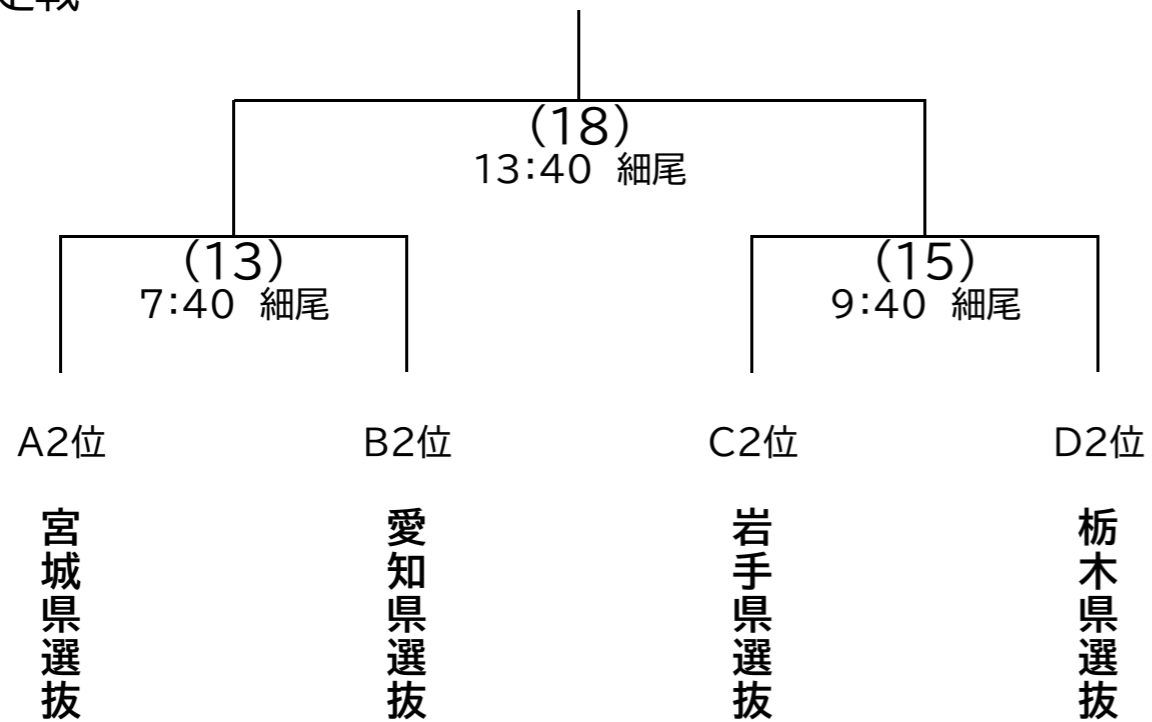 (18)
13:40 細尾
(13)
7:40 細尾
(15)
9:40 細尾
A2位
B2位
C2位
D2位
宮城県選抜
愛知県選抜
岩手県選抜
栃木県選抜